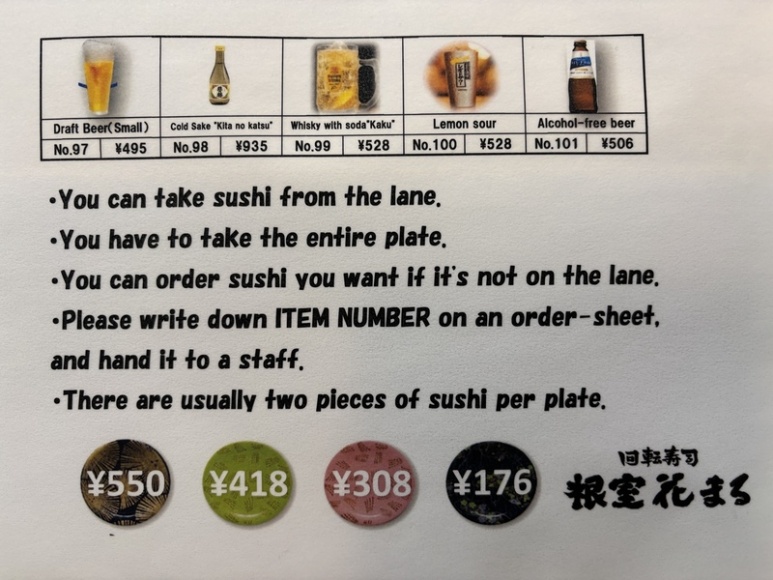 Draft Beer(Small) Cold Sake "Kita no katsu" Whisky with soda"Kaku" Lemon sour Alcohol-free beer
No.97 ¥495 No.98 ¥935 No.99 ¥528 No.100 ¥528 No.101 ¥506
・You can take sushi from the lane.
・You have to take the entire plate.
・You can order sushi you want if it's not on the lane.
・Please write down ITEM NUMBER on an order-sheet,
and hand it to a staff.
・There are usually two pieces of sushi per plate.
¥550 ¥418 ¥308 ¥176
回転寿司
根室花まる